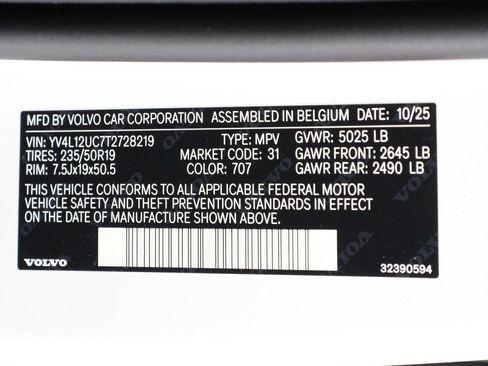 MFD BY VOLVO CAR CORPORATION ASSEMBLED IN BELGIUM DATE: 10/25
VIN: YV4L12UC7T2728219 TYPE: MPV GVWR: 5025 LB
TIRES: 235/50R19 MARKET CODE: 31 GAWR FRONT: 2645 LB
RIM: 7.5Jx19x50.5 COLOR: 707 GAWR REAR: 2490 LB
THIS VEHICLE CONFORMS TO ALL APPLICABLE FEDERAL MOTOR
VEHICLE SAFETY AND THEFT PREVENTION STANDARDS IN EFFECT
ON THE DATE OF MANUFACTURE SHOWN ABOVE.
VOLVO 32390594